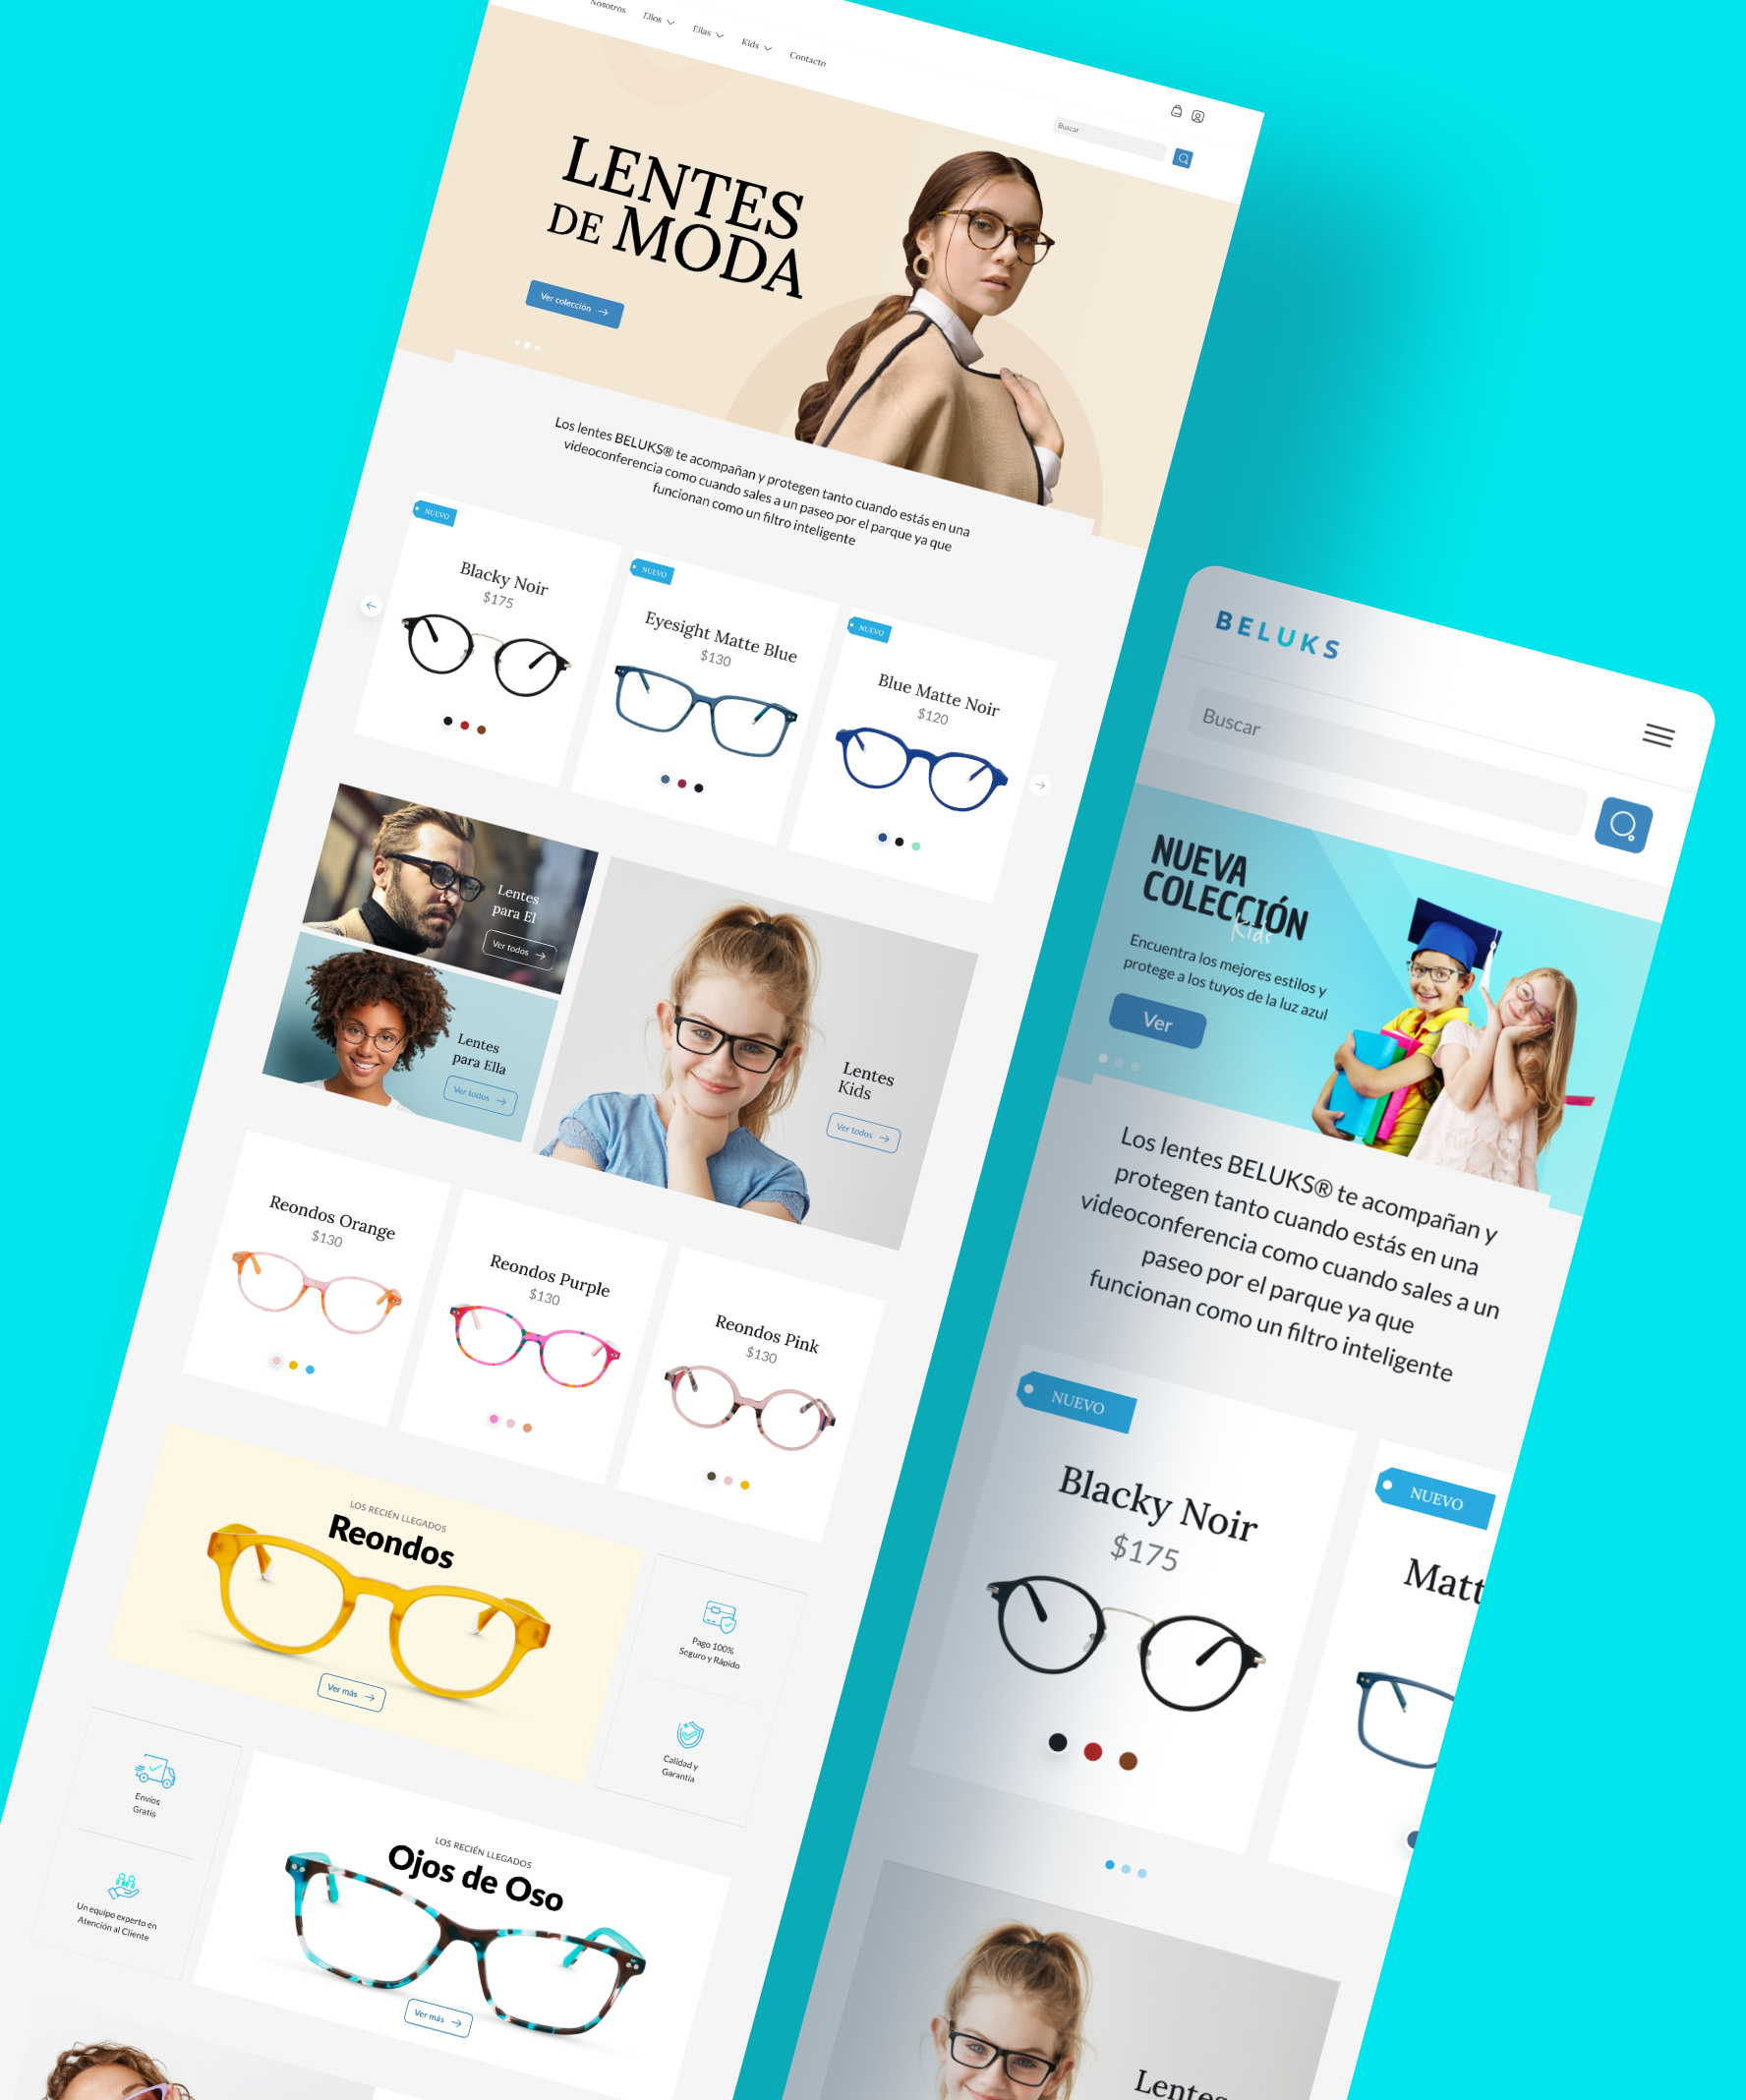 Nosotros
Ellos
Ellas
Kids
Contacto
Buscar
LENTES
DE MODA
Ver colección
Los lentes BELUKS® te acompañan y protegen tanto cuando estás en una
videoconferencia como cuando sales a un paseo por el parque ya que
funcionan como un filtro inteligente
NUEVO
Blacky Noir
$175
NUEVO
Eyesight Matte Blue
$130
NUEVO
Blue Matte Noir
$120
Lentes
para El
Ver todos
Lentes
para Ella
Ver todos
Lentes
Kids
Ver todos
Reondos Orange
$130
Reondos Purple
$130
Reondos Pink
$130
LOS RECIÉN LLEGADOS
Reondos
Ver más
Pago 100%
Seguro y Rápido
Calidad y
Garantía
Envíos
Gratis
Un equipo experto en
Atención al Cliente
LOS RECIÉN LLEGADOS
Ojos de Oso
Ver más
BELUKS
Buscar
NUEVA
COLECCIÓN
Kids
Encuentra los mejores estilos y
protege a los tuyos de la luz azul
Ver
Los lentes BELUKS® te acompañan y
protegen tanto cuando estás en una
videoconferencia como cuando sales a un
paseo por el parque ya que
funcionan como un filtro inteligente
NUEVO
Blacky Noir
$175
NUEVO
Matt
Lentes